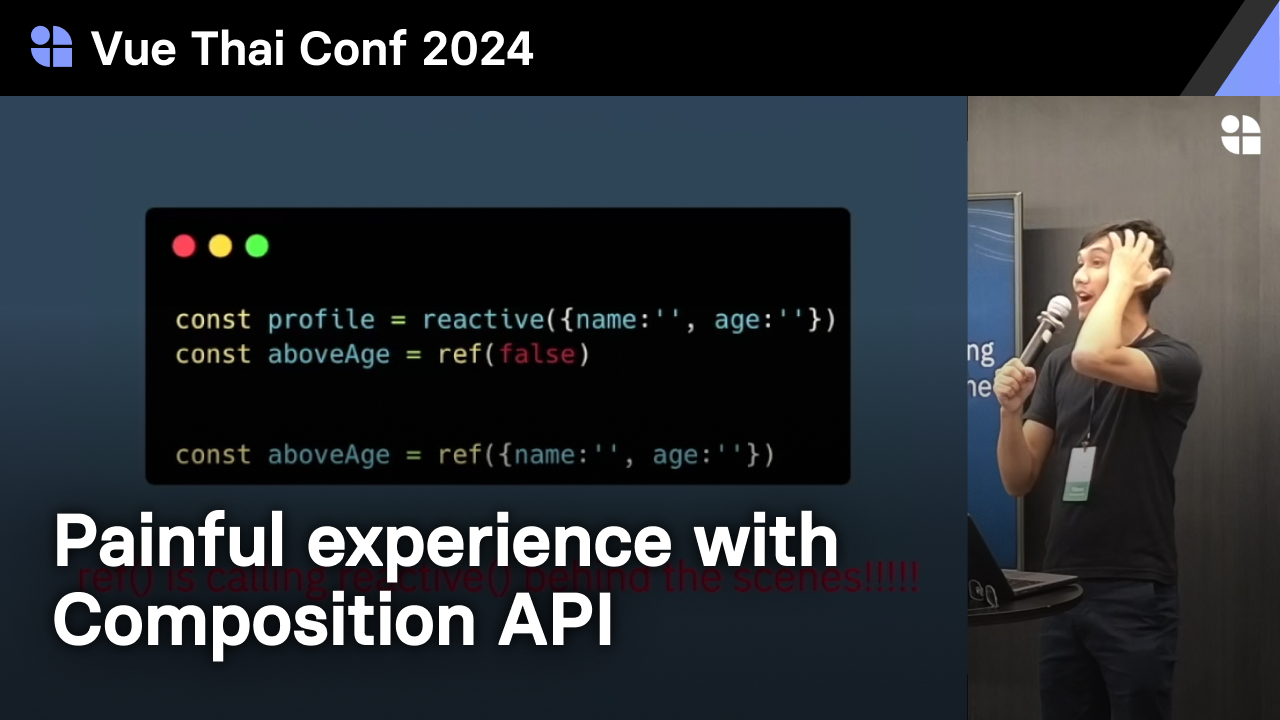 Vue Thai Conf 2024
const profile = reactive({name:'', age:''})
const aboveAge = ref(false)
const aboveAge = ref({name:'', age:''})
Painful experience with
ref() is calling reactive() behind the scenes!!!!!
Composition API
ng